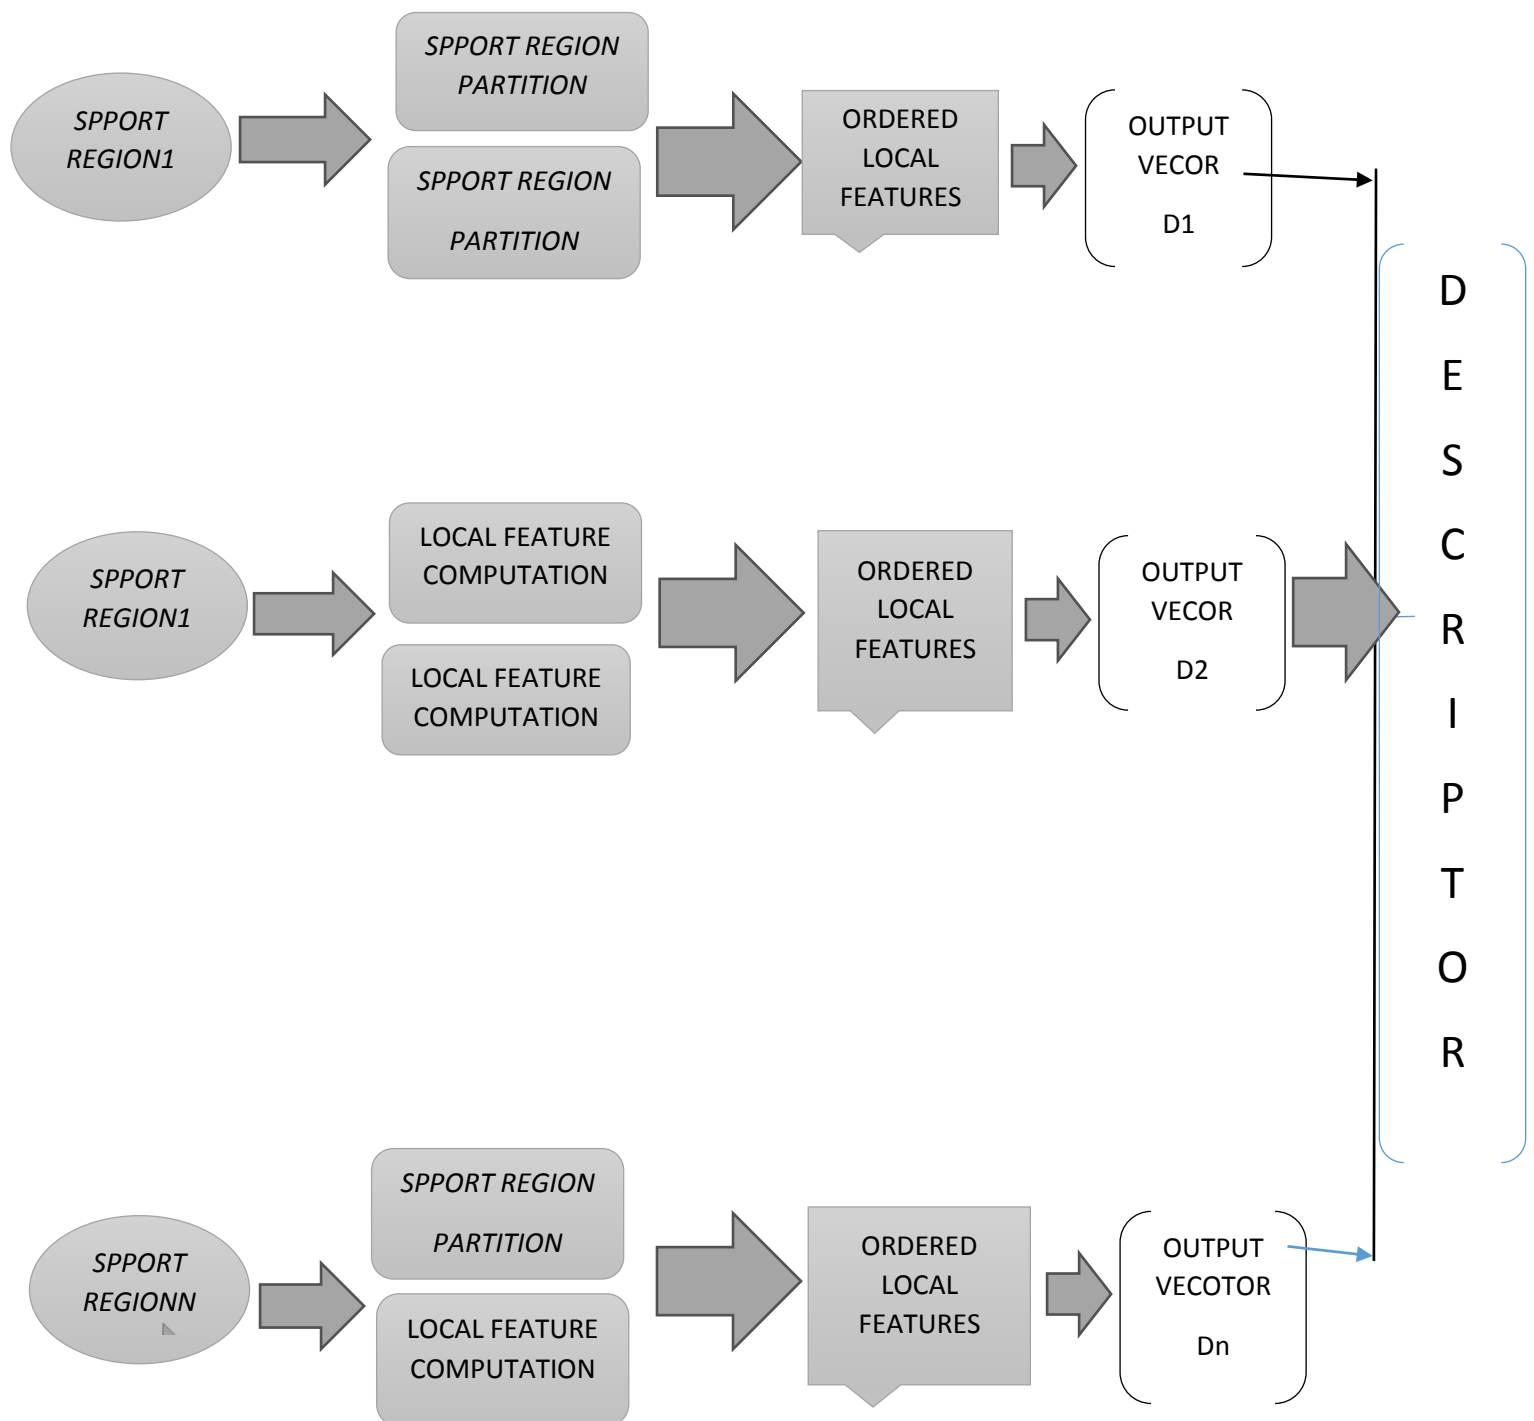 SPPORT
REGION1
SPPORT REGION
PARTITION
SPPORT REGION
PARTITION
ORDERED
LOCAL
FEATURES
OUTPUT
VECOR
D1
SPPORT
REGION1
LOCAL FEATURE
COMPUTATION
LOCAL FEATURE
COMPUTATION
ORDERED
LOCAL
FEATURES
OUTPUT
VECOR
D2
SPPORT
REGIONN
SPPORT REGION
PARTITION
LOCAL FEATURE
COMPUTATION
ORDERED
LOCAL
FEATURES
OUTPUT
VECOTOR
Dn
D
E
S
C
R
I
P
T
O
R